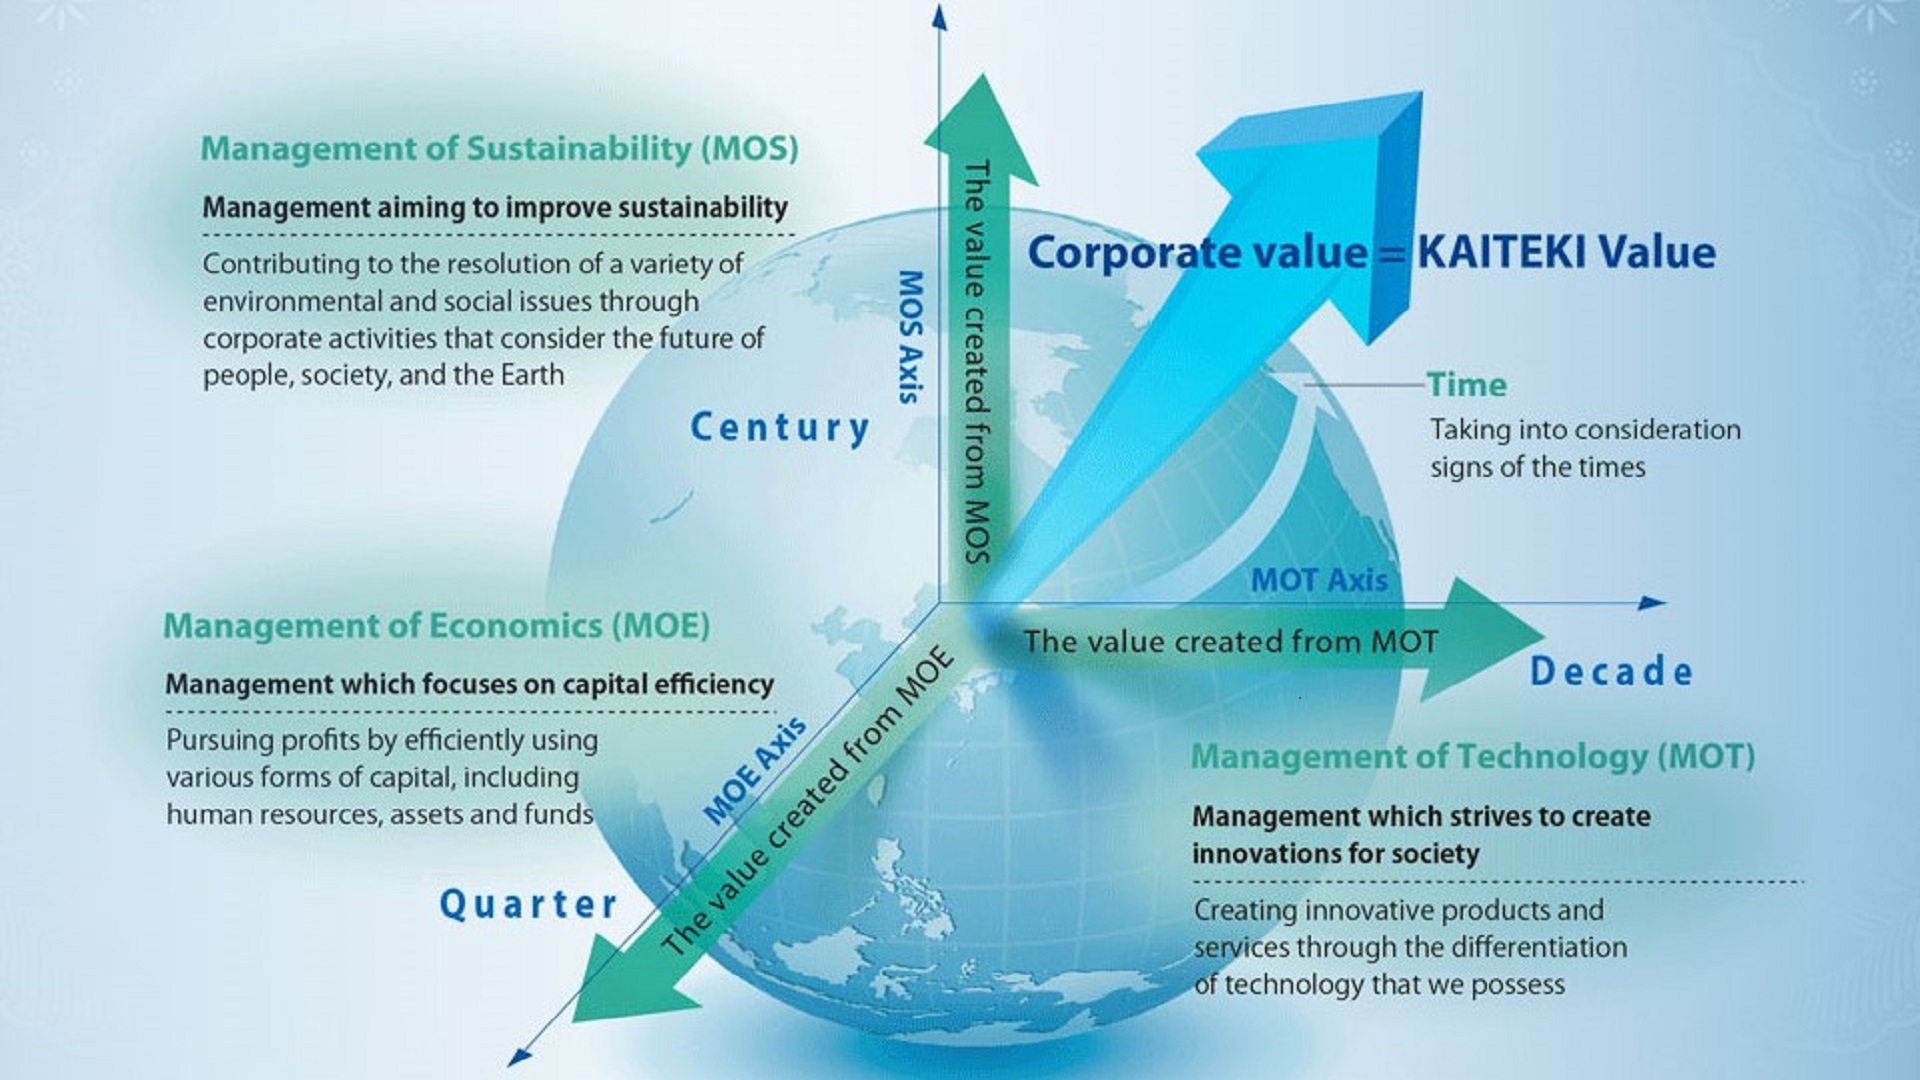 Management of Sustainability (MOS)
Management aiming to improve sustainability
Contributing to the resolution of a variety of
environmental and social issues through
corporate activities that consider the future of
people, society, and the Earth
Century
MOS Axis
The value created from MOS
Corporate value = KAITEKI Value
Time
Taking into consideration
signs of the times
MOT Axis
The value created from MOT
Decade
Management of Economics (MOE)
Management which focuses on capital efficiency
Pursuing profits by efficiently using
various forms of capital, including
human resources, assets and funds
MOE Axis
The value created from MOE
Quarter
Management of Technology (MOT)
Management which strives to create
innovations for society
Creating innovative products and
services through the differentiation
of technology that we possess